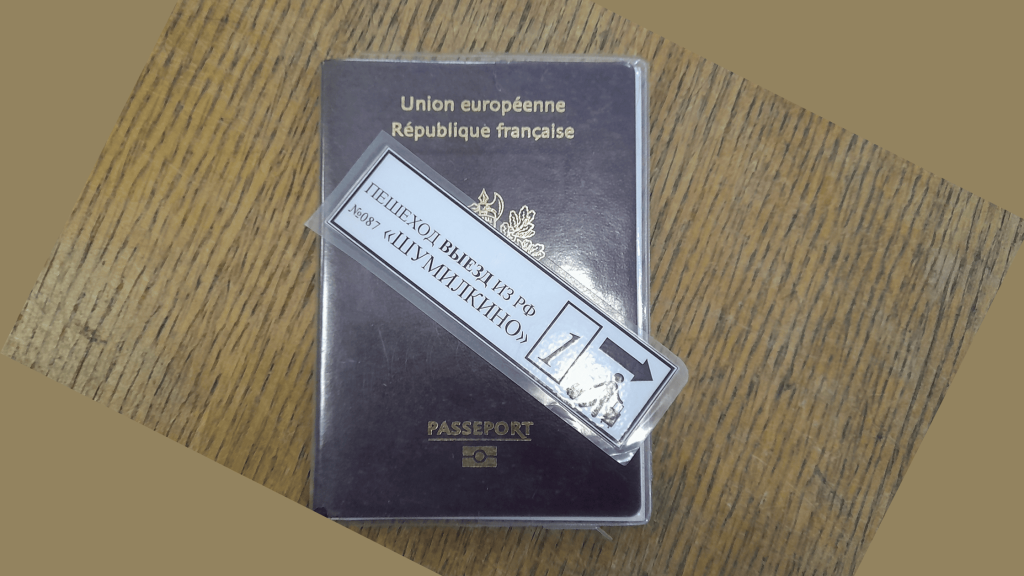 Union européenne
République française
ПЕШЕХОД ВЫЕЗД ИЗ РФ
№087 «ШУМИЛКИНО»
1
PASSEPORT